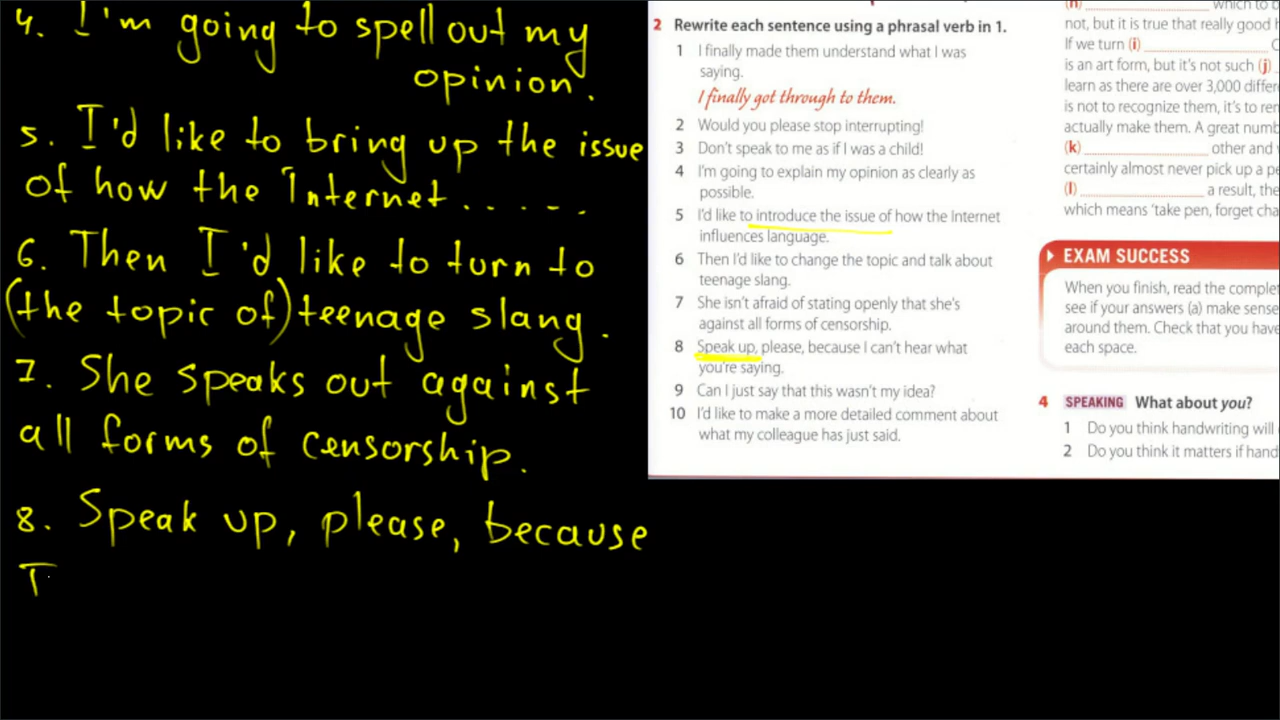 4. I'm going to spell out my
opinion.
5. I'd like to bring up the issue
of how the Internet.....
6. Then I'd like to turn to
(the topic of) teenage slang.
7. She speaks out against
all forms of censorship.
8. Speak up, please, because
I
2 Rewrite each sentence using a phrasal verb in 1.
1 I finally made them understand what I was
saying.
I finally got through to them.
2 Would you please stop interrupting!
3 Don't speak to me as if I was a child!
4 I'm going to explain my opinion as clearly as
possible.
5 I'd like to introduce the issue of how the Internet
influences language.
6 Then I'd like to change the topic and talk about
teenage slang.
7 She isn't afraid of stating openly that she's
against all forms of censorship.
8 Speak up, please, because I can't hear what
you're saying.
9 Can I just say that this wasn't my idea?
10 I'd like to make a more detailed comment about
what my colleague has just said.
(h) which to
not, but it is true that really good
If we turn (i)
is an art form, but it's not such (j)
learn as there are over 3,000
is not to recognize them, it's to
actually make them. A great
(k) other and
certainly almost never pick up a
(l) a result, the
which means 'take pen, forget
EXAM SUCCESS
When you finish, read the
see if your answers (a) make sense
around them. Check that you have
each space.
4 SPEAKING What about you?
1 Do you think handwriting will
2 Do you think it matters if